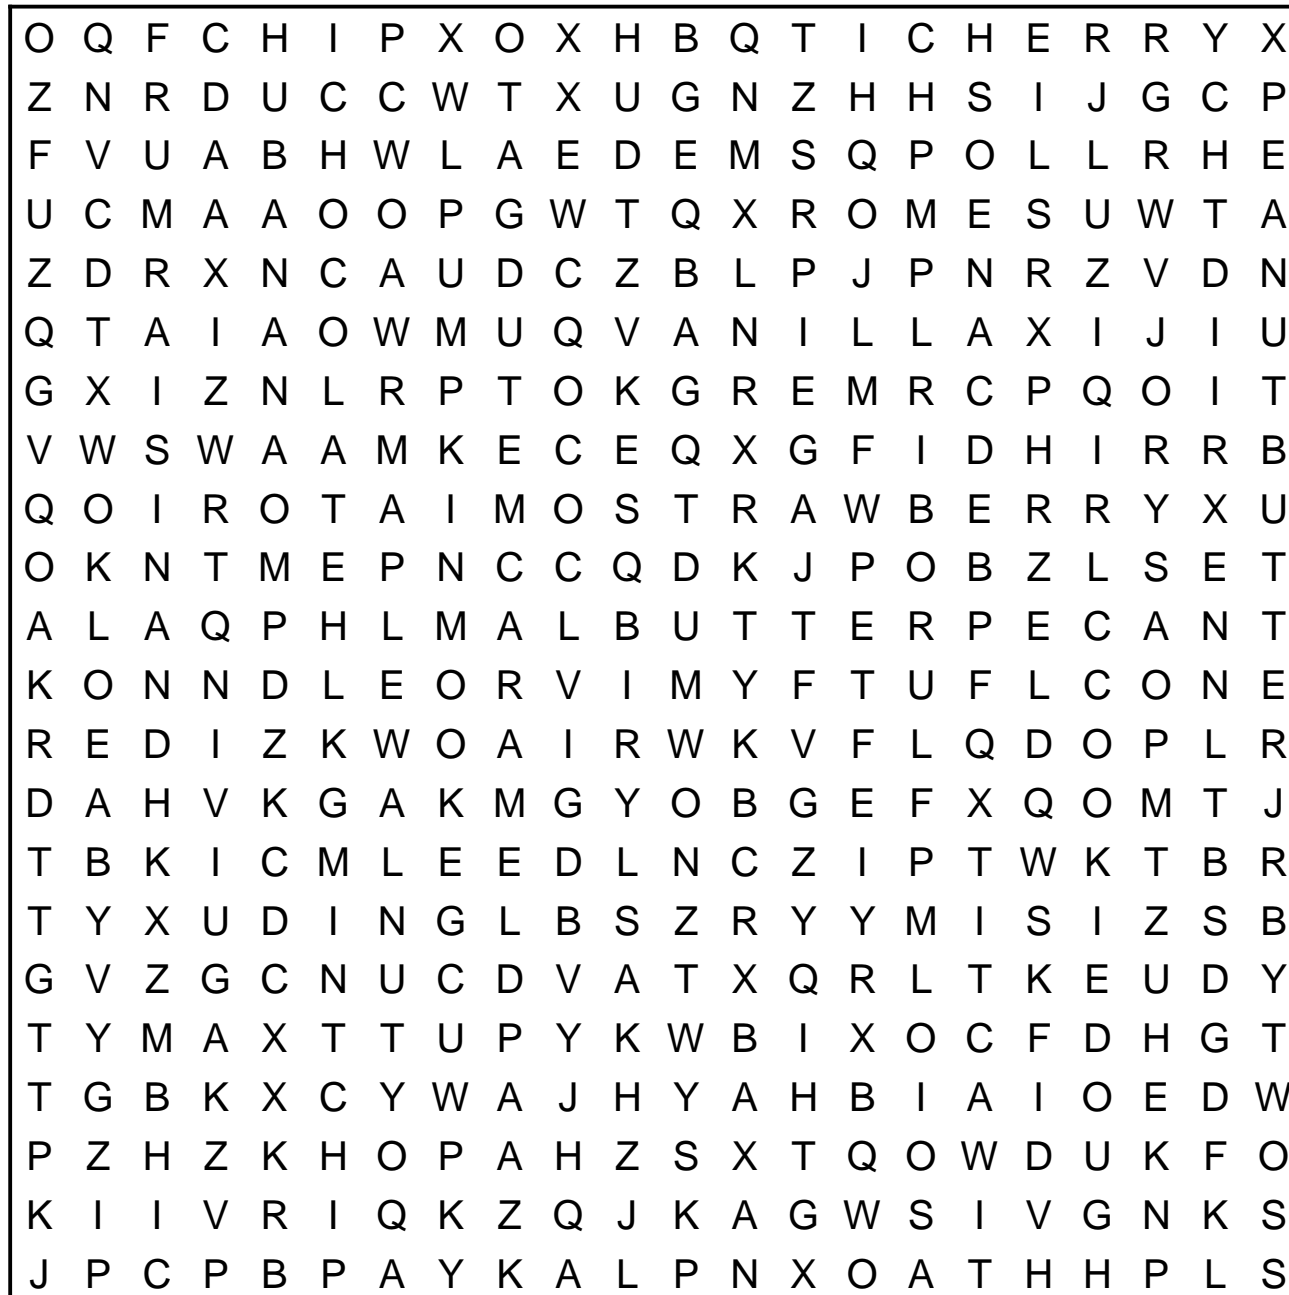 O Q F C H I P X O X H B Q T I C H E R R Y X
Z N R D U C C W T X U G N Z H H S I J G C P
F V U A B H W L A E D E M S Q P O L L R H E
U C M A A O O P G W T Q X R O M E S U W T A
Z D R X N C A U D C Z B L P J P N R Z V D N
Q T A I A O W M U Q V A N I L L A X I J I U
G X I Z N L R P T O K G R E M R C P Q O I T
V W S W A A M K E C E Q X G F I D H I R R B
Q O I R O T A I M O S T R A W B E R R Y X U
O K N T M E P N C C Q D K J P O B Z L S E T
A L A Q P H L M A L B U T T E R P E C A N T
K O N N D L E O R V I M Y F T U F L C O N E
R E D I Z K W O A I R W K V F L Q D O P L R
D A H V K G A K M G Y O B G E F X Q O M T J
T B K I C M L E E D L N C Z I P T W K T B R
T Y X U D I N G L B S Z R Y Y M I S I Z S B
G V Z G C N U C D V A T X Q R L T K E U D Y
T Y M A X T T U P Y K W B I X O C F D H G T
T G B K X C Y W A J H Y A H B I A I O E D W
P Z H Z K H O P A H Z S X T Q O W D U K F O
K I I V R I Q K Z Q J K A G W S I V G N K S
J P C P B P A Y K A L P N X O A T H H P L S